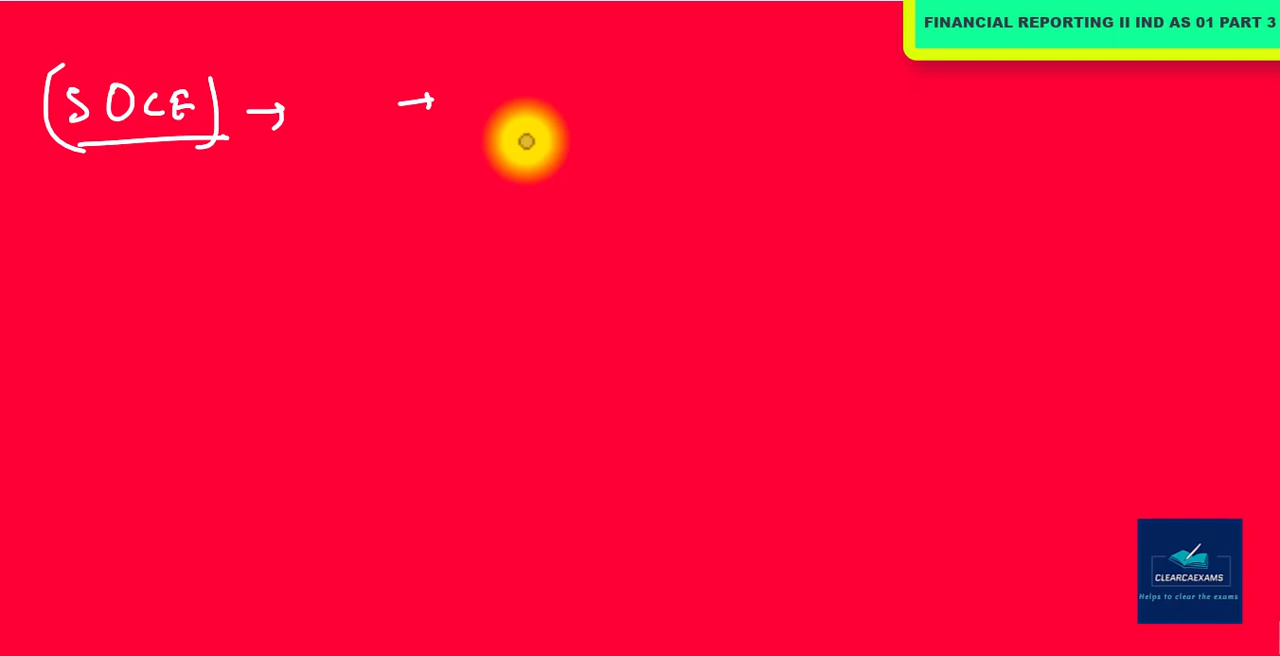 FINANCIAL REPORTING II IND AS 01 PART 3
(SOCE) → →
CLEARCAEXAMS
Helps to clear the exams